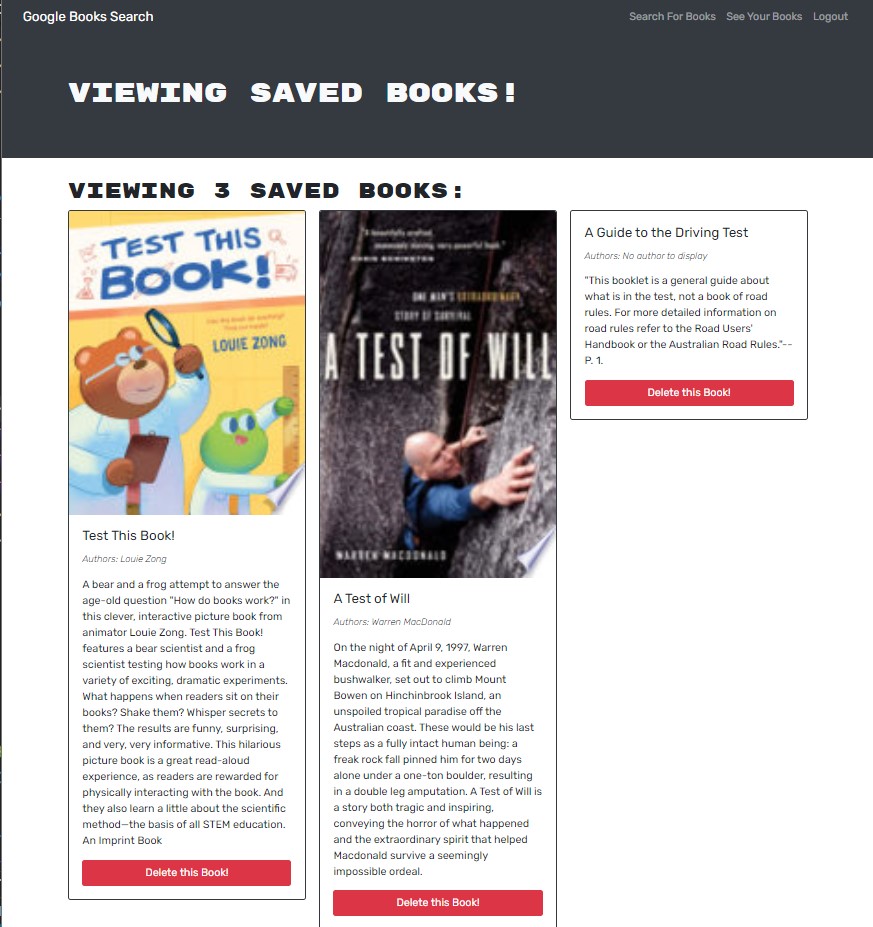 Google Books Search
Search For Books
See Your Books
Logout
VIEWING SAVED BOOKS!
VIEWING 3 SAVED BOOKS:
TEST THIS
BOOK!
LOUIE ZONG
Test This Book!
Authors: Louie Zong
A bear and a frog attempt to answer the
age-old question "How do books work?" in
this clever, interactive picture book from
animator Louie Zong. Test This Book!
features a bear scientist and a frog
scientist testing how books work in a
variety of exciting, dramatic experiments.
What happens when readers sit on their
books? Shake them? Whisper secrets to
them? The results are funny, surprising,
and very, very informative. This hilarious
picture book is a great read-aloud
experience, as readers are rewarded for
physically interacting with the book. And
they also learn a little about the scientific
method—the basis of all STEM education.
An Imprint Book
Delete this Book!
ONE MAN'S EXTRAORDINARY
STORY OF SURVIVAL
A TEST OF WILL
WARREN MACDONALD
A Test of Will
Authors: Warren MacDonald
On the night of April 9, 1997, Warren
Macdonald, a fit and experienced
bushwalker, set out to climb Mount
Bowen on Hinchinbrook Island, an
unspoiled tropical paradise off the
Australian coast. These would be his last
steps as a fully intact human being: a
freak rock fall pinned him for two days
alone under a one-ton boulder, resulting
in a double leg amputation. A Test of Will is
a story both tragic and inspiring,
conveying the horror of what happened
and the extraordinary spirit that helped
Macdonald survive a seemingly
impossible ordeal.
Delete this Book!
A Guide to the Driving Test
Authors: No author to display
"This booklet is a general guide about
what is in the test, not a book of road
rules. For more detailed information on
road rules refer to the Road Users'
Handbook or the Australian Road Rules."--
P. 1.
Delete this Book!